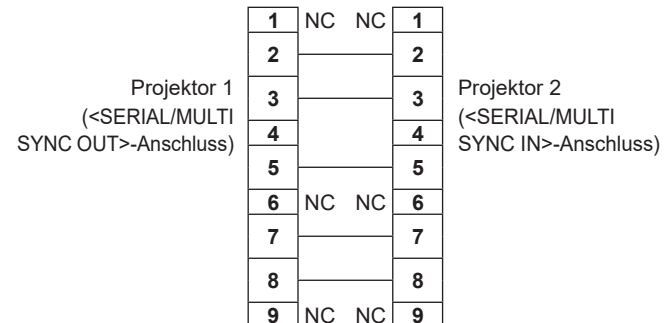 1 NC NC 1
2 2
Projektor 1
(<SERIAL/MULTI
SYNC OUT>-Anschluss)
3 3
Projektor 2
(<SERIAL/MULTI
SYNC IN>-Anschluss)
4 4
5 5
6 NC NC 6
7 7
8 8
9 NC NC 9